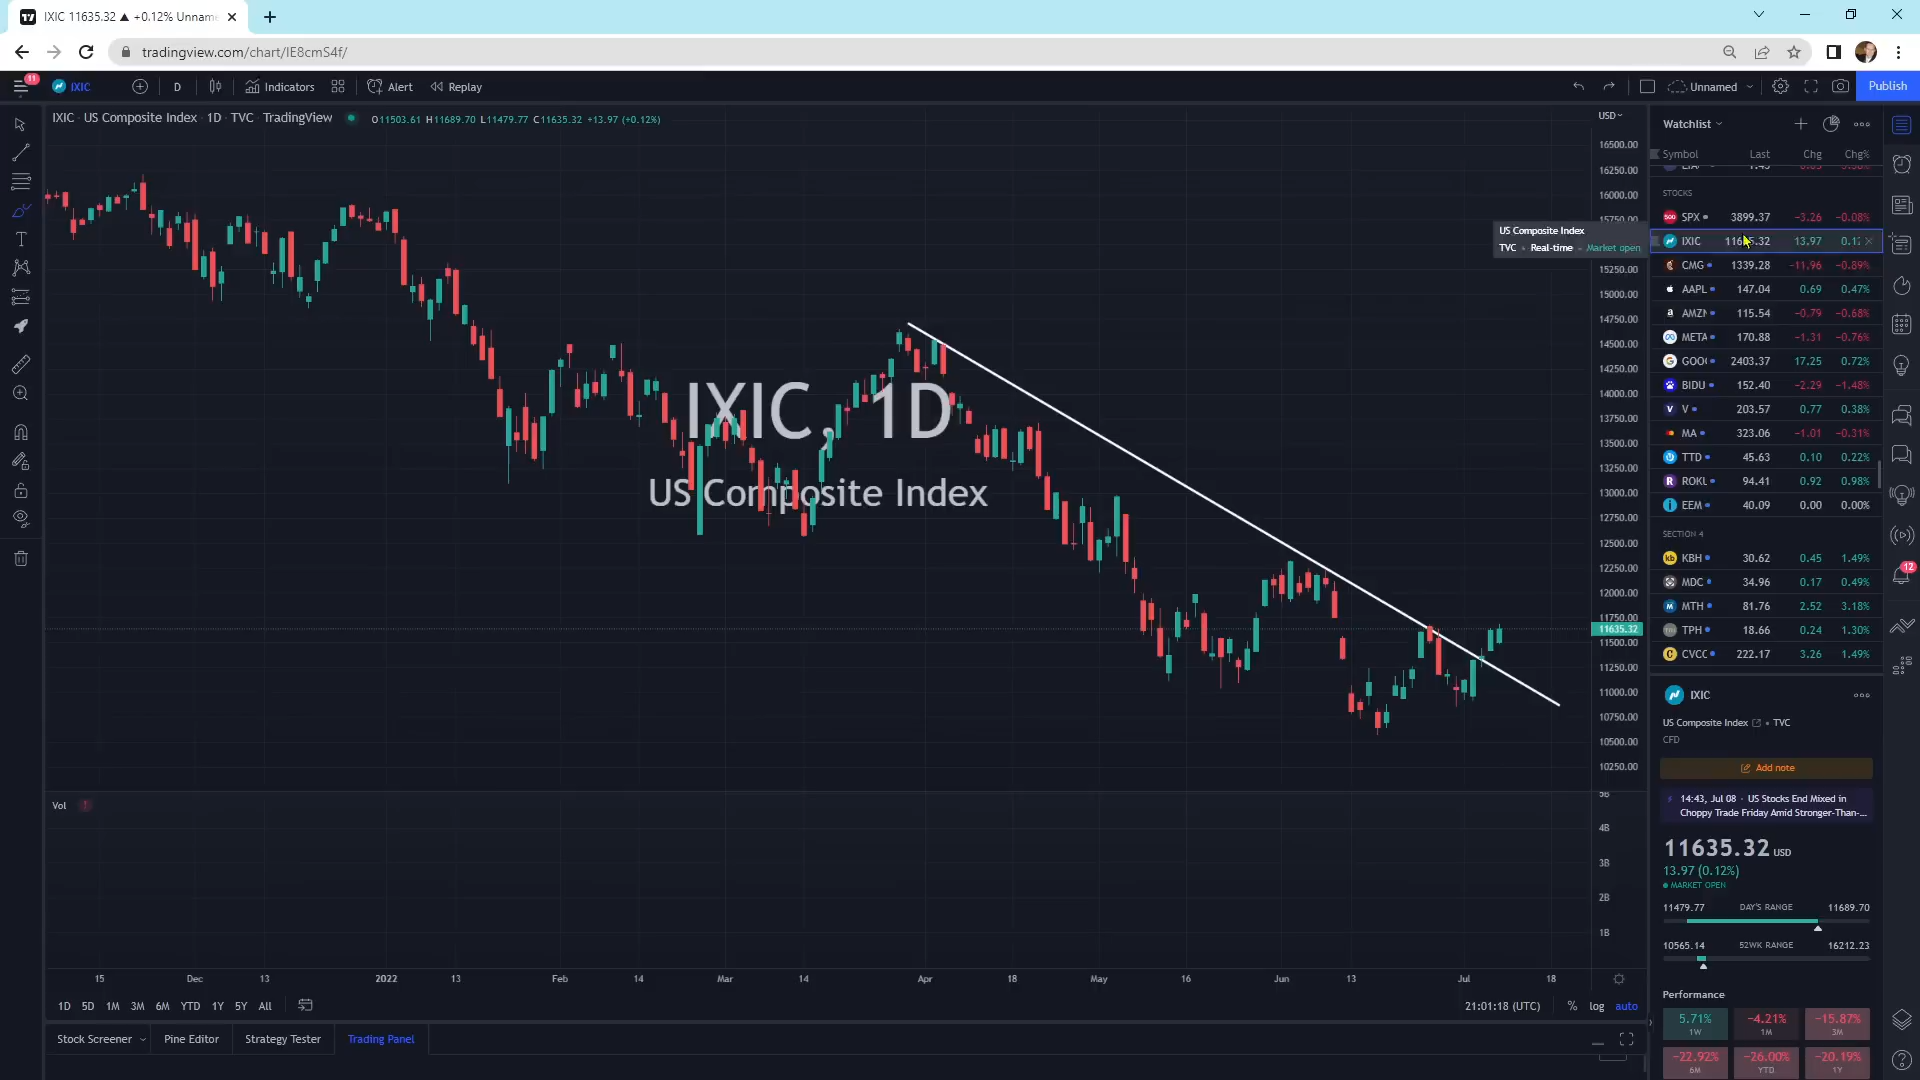 IXIC 11635.32 ▲ +0.12% Unname
tradingview.com/chart/IE8cmS4f/
11
IXIC
D
Indicators
Alert
Replay
Unnamed
Publish
IXIC · US Composite Index · 1D · TVC · TradingView
O11503.61 H11689.70 L11479.77 C11635.32 +13.97 (+0.12%)
IXIC, 1D
US Composite Index
USD
16500.00
16250.00
16000.00
15750.00
15250.00
15000.00
14750.00
14500.00
14250.00
14000.00
13750.00
13500.00
13250.00
13000.00
12750.00
12500.00
12250.00
12000.00
11750.00
11635.32
11500.00
11250.00
11000.00
10750.00
10500.00
10250.00
US Composite Index
TVC · Real-time · Market open
Vol
5B
4B
3B
2B
1B
15 Dec 13 2022 13 Feb 14 Mar 14 Apr 18 May 16 Jun 13 Jul 18
1D 5D 1M 3M 6M YTD 1Y 5Y All
21:01:18 (UTC) % log auto
Stock Screener Pine Editor Strategy Tester Trading Panel
Watchlist
Symbol Last Chg Chg%
STOCKS
SPX 3899.37 −3.26 −0.08%
IXIC 13.97
CMG 1339.28 −11.96 −0.89%
AAPL 147.04 0.69 0.47%
AMZN 115.54 −0.79 −0.68%
META 170.88 −1.31 −0.76%
GOO 2403.37 17.25 0.72%
BIDU 152.40 −2.29 −1.48%
V 203.57 0.77 0.38%
MA 323.06 −1.01 −0.31%
TTD 45.63 0.10 0.22%
ROKU 94.41 0.92 0.98%
EEM 40.09 0.00 0.00%
SECTION 4
KBH 30.62 0.45 1.49%
MDC 34.96 0.17 0.49%
MTH 81.76 2.52 3.18%
TPH 18.66 0.24 1.30%
CVCO 222.17 3.26 1.49%
12
IXIC
US Composite Index • TVC
CFD
Add note
14:43, Jul 08 · US Stocks End Mixed in
Choppy Trade Friday Amid Stronger-Than-...
11635.32 USD
13.97 (0.12%)
MARKET OPEN
11479.77 DAY'S RANGE 11689.70
10565.14 52WK RANGE 16212.23
Performance
5.71% −4.21% −15.87%
1W 1M 3M
−22.92% −26.00% −20.19%
6M YTD 1Y